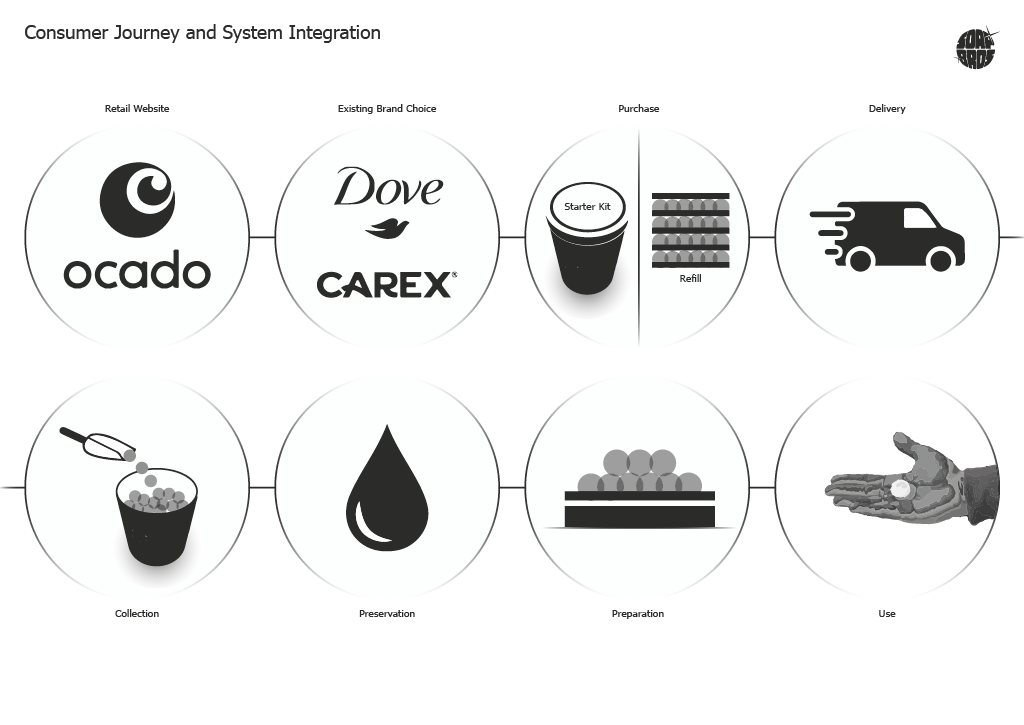 Consumer Journey and System Integration
SOAP
BROS
Retail Website
Existing Brand Choice
Purchase
Delivery
ocado
Dove
CAREX®
Starter Kit
Refill
Collection
Preservation
Preparation
Use